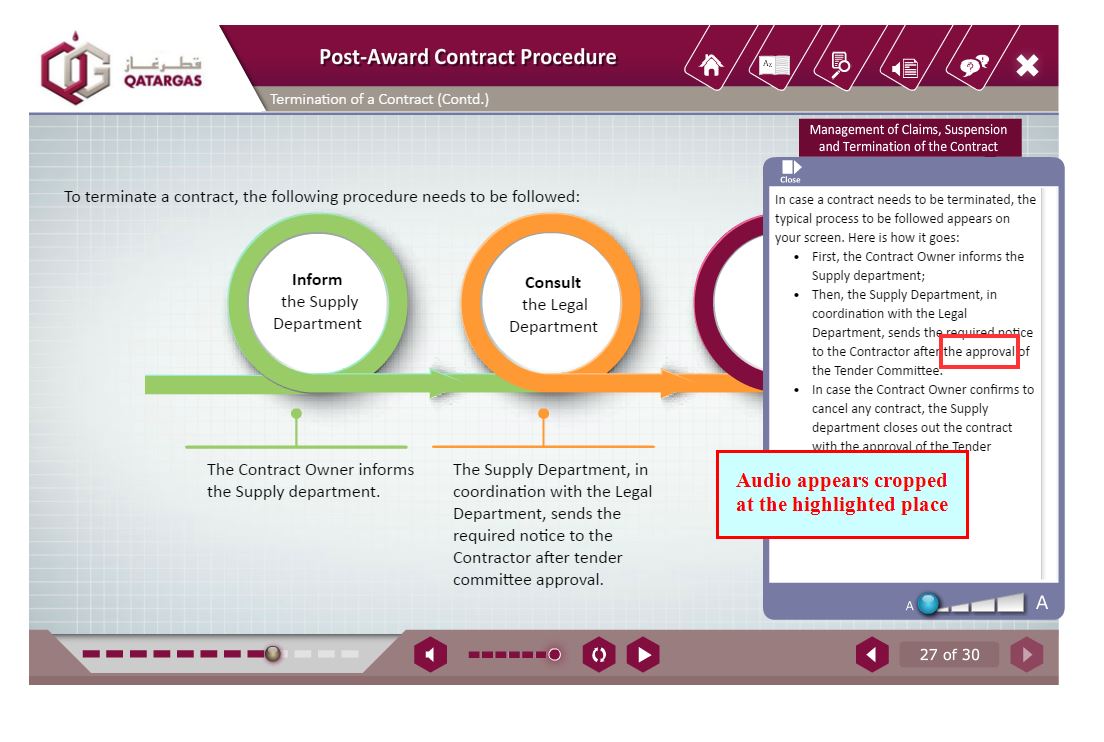 قطـرغـاز
QATARGAS
Post-Award Contract Procedure
Az
Termination of a Contract (Contd.)
Management of Claims, Suspension
and Termination of the Contract
To terminate a contract, the following procedure needs to be followed:
Inform
the Supply
Department
Consult
the Legal
Department
The Contract Owner informs
the Supply department.
The Supply Department, in
coordination with the Legal
Department, sends the
required notice to the
Contractor after tender
committee approval.
Close
In case a contract needs to be terminated, the
typical process to be followed appears on
your screen. Here is how it goes:
• First, the Contract Owner informs the
Supply department;
• Then, the Supply Department, in
coordination with the Legal
Department, sends the required notice
to the Contractor after the approval of
the Tender Committee.
• In case the Contract Owner confirms to
cancel any contract, the Supply
department closes out the contract
with the approval of the Tender
Audio appears cropped
at the highlighted place
A A
27 of 30